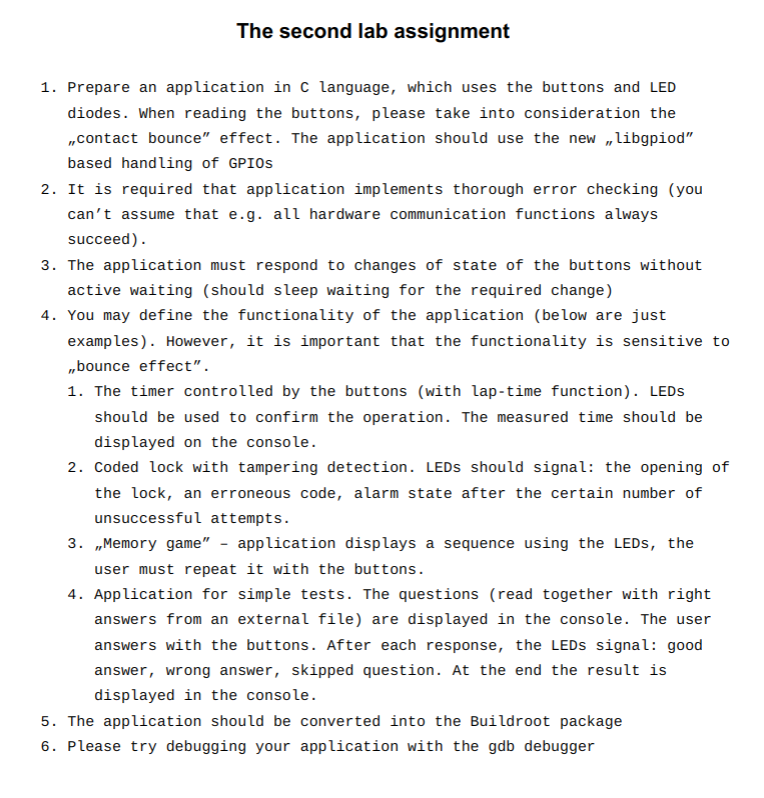 The second lab assignment
1. Prepare an application in C language, which uses the buttons and LED
diodes. When reading the buttons, please take into consideration the
„contact bounce” effect. The application should use the new „libgpiod”
based handling of GPIOs
2. It is required that application implements thorough error checking (you
can’t assume that e.g. all hardware communication functions always
succeed).
3. The application must respond to changes of state of the buttons without
active waiting (should sleep waiting for the required change)
4. You may define the functionality of the application (below are just
examples). However, it is important that the functionality is sensitive to
„bounce effect”.
1. The timer controlled by the buttons (with lap-time function). LEDs
should be used to confirm the operation. The measured time should be
displayed on the console.
2. Coded lock with tampering detection. LEDs should signal: the opening of
the lock, an erroneous code, alarm state after the certain number of
unsuccessful attempts.
3. „Memory game” – application displays a sequence using the LEDs, the
user must repeat it with the buttons.
4. Application for simple tests. The questions (read together with right
answers from an external file) are displayed in the console. The user
answers with the buttons. After each response, the LEDs signal: good
answer, wrong answer, skipped question. At the end the result is
displayed in the console.
5. The application should be converted into the Buildroot package
6. Please try debugging your application with the gdb debugger